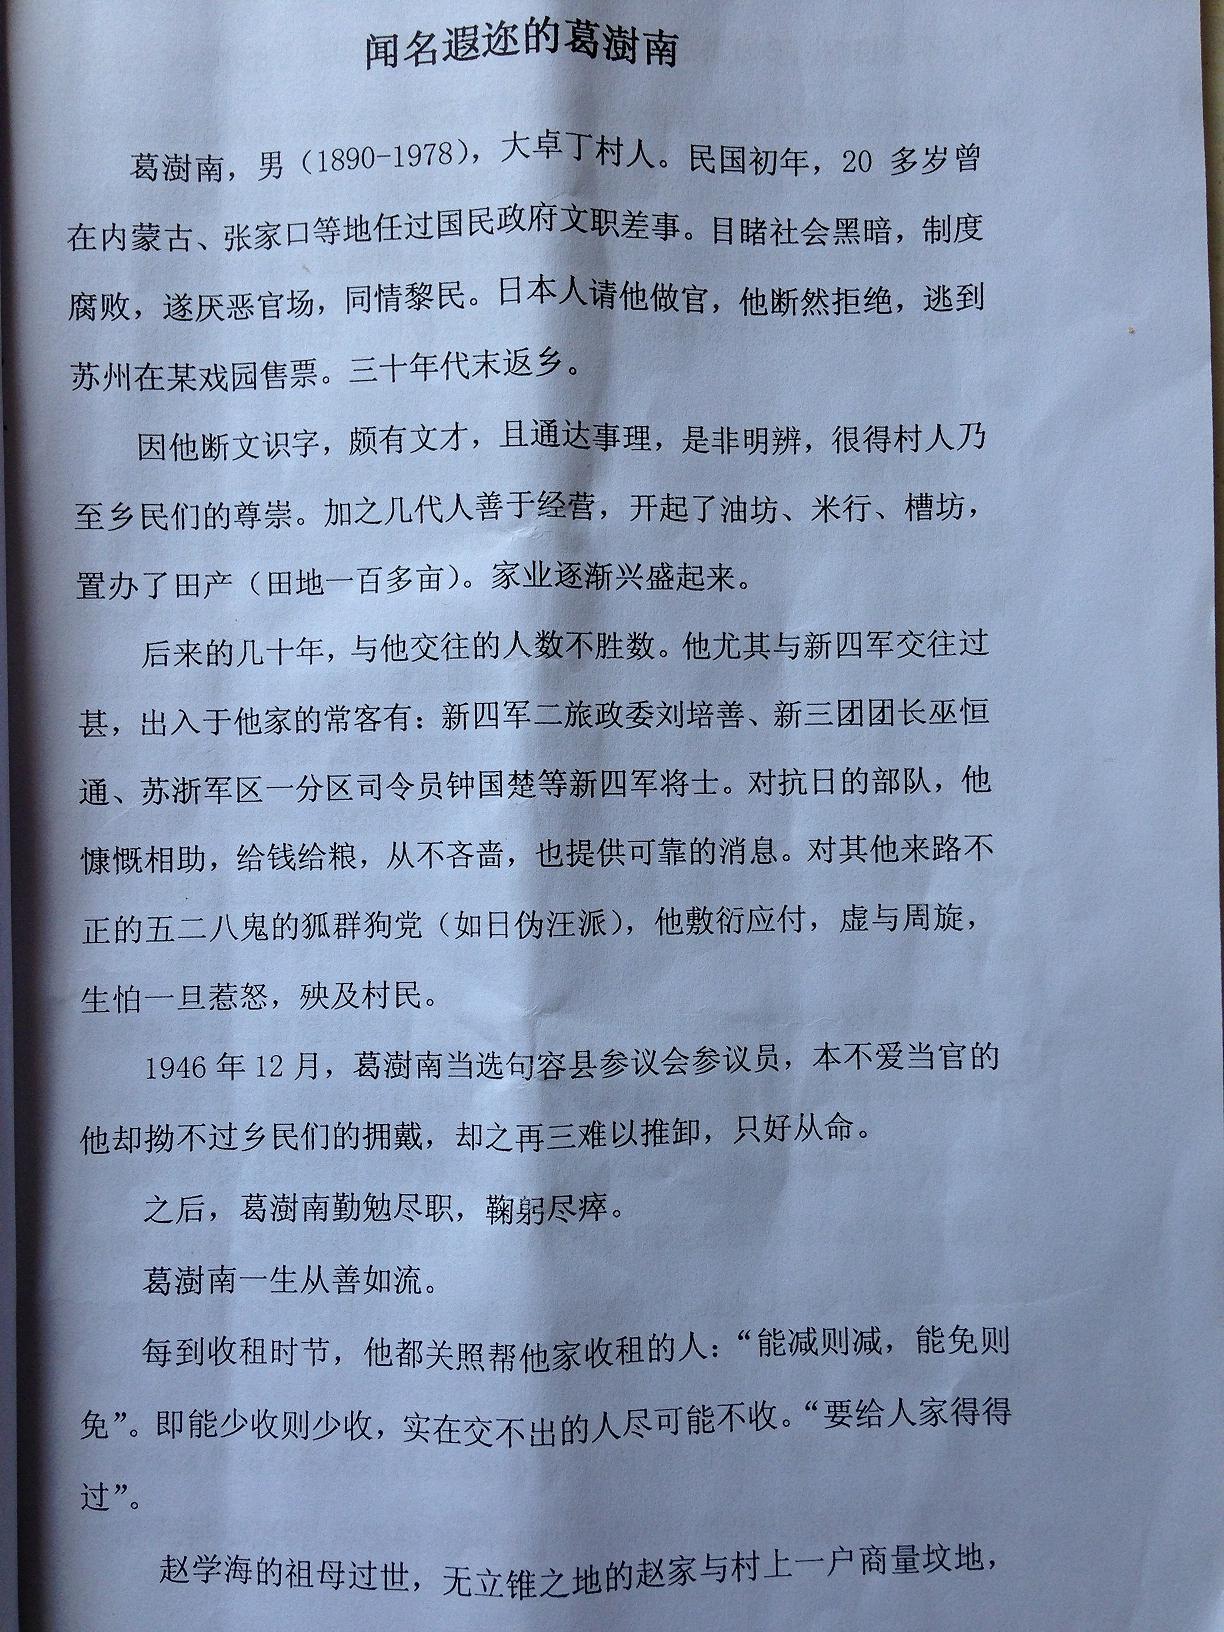 闻名遐迩的葛澍南
葛澍南，男（1890-1978），大卓丁村人。民国初年，20 多岁曾
在内蒙古、张家口等地任过国民政府文职差事。目睹社会黑暗，制度
腐败，遂厌恶官场，同情黎民。日本人请他做官，他断然拒绝，逃到
苏州在某戏园售票。三十年代末返乡。
因他断文识字，颇有文才，且通达事理，是非明辨，很得村人乃
至乡民们的尊崇。加之几代人善于经营，开起了油坊、米行、槽坊，
置办了田产（田地一百多亩）。家业逐渐兴盛起来。
后来的几十年，与他交往的人数不胜数。他尤其与新四军交往过
甚，出入于他家的常客有：新四军二旅政委刘培善、新三团团长巫恒
通、苏浙军区一分区司令员钟国楚等新四军将士。对抗日的部队，他
慷慨相助，给钱给粮，从不吝啬，也提供可靠的消息。对其他来路不
正的五二八鬼的狐群狗党（如日伪汪派），他敷衍应付，虚与周旋，
生怕一旦惹怒，殃及村民。
1946 年 12 月，葛澍南当选句容县参议会参议员，本不爱当官的
他却拗不过乡民们的拥戴，却之再三难以推卸，只好从命。
之后，葛澍南勤勉尽职，鞠躬尽瘁。
葛澍南一生从善如流。
每到收租时节，他都关照帮他家收租的人：“能减则减，能免则
免”。即能少收则少收，实在交不出的人尽可能不收。“要给人家得得
过”。
赵学海的祖母过世，无立锥之地的赵家与村上一户商量坟地，